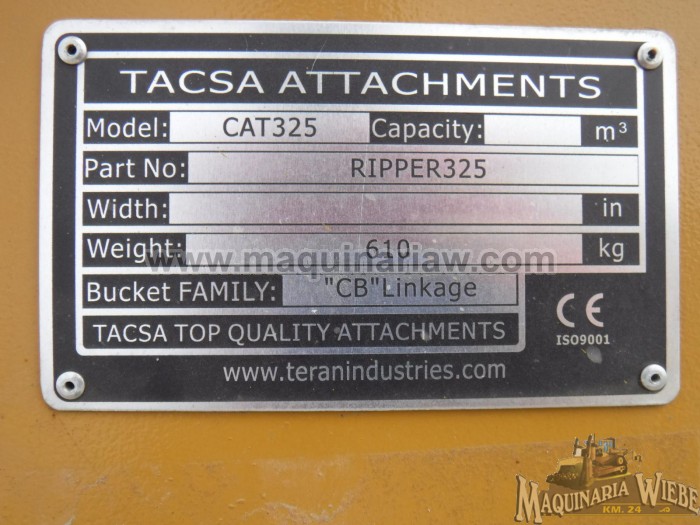 TACSA ATTACHMENTS
Model: CAT325 Capacity: m³
Part No: RIPPER325
Width: in
Weight: 610 kg
www.maquinariaw.com
Bucket FAMILY: "CB"Linkage
TACSA TOP QUALITY ATTACHMENTS
CE
ISO9001
www.teranindustries.com
MAQUINARIA WIEBE
KM. 24